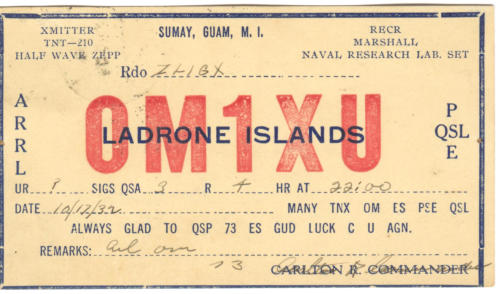 XMITTER
TNT-210
HALF WAVE ZEPP
SUMAY, GUAM, M. I.
RECR
MARSHALL
NAVAL RESEARCH LAB. SET
Rdo ZL1BX
OM1XU
LADRONE ISLANDS
ARRL
P QSL E
UR ? SIGS QSA 3 R 4 HR AT 22:00
DATE 10/12/32 MANY TNX OM ES PSE QSL
ALWAYS GLAD TO QSP 73 ES GUD LUCK C U AGN.
REMARKS: om
73
CARLTON R. COMMANDER